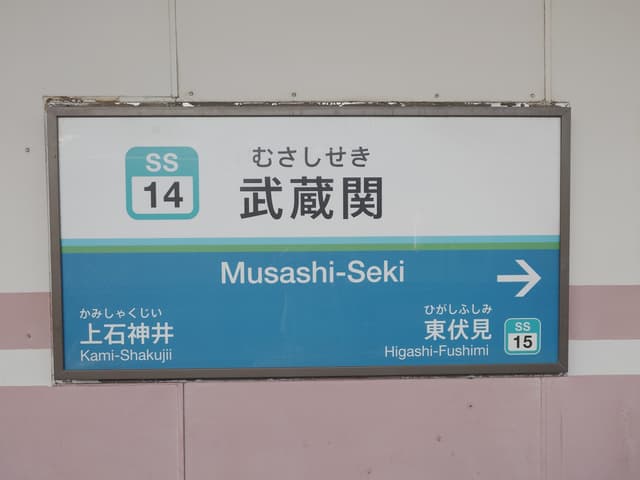 SS
14
むさしせき
武蔵関
Musashi-Seki
かみしゃくじい
上石神井
Kami-Shakujii
ひがしふしみ
東伏見
Higashi-Fushimi
SS
15